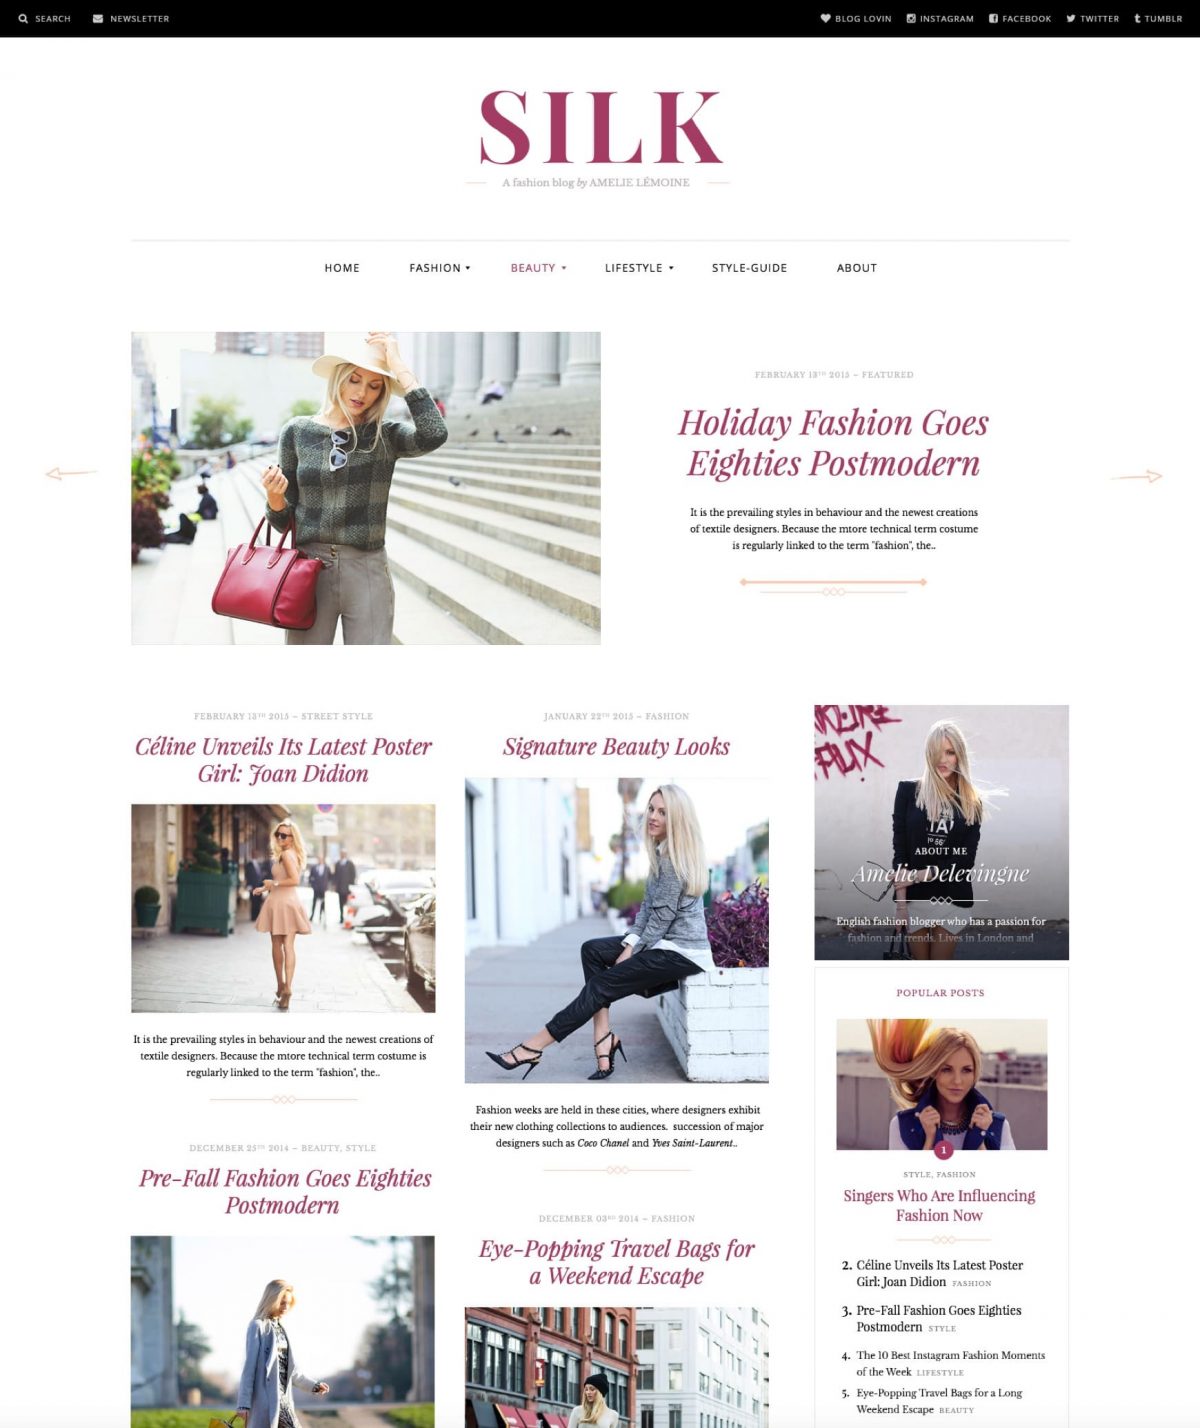 SEARCH
NEWSLETTER
BLOG LOVIN
INSTAGRAM
FACEBOOK
TWITTER
TUMBLR
SILK
A fashion blog by AMELIE LÉMOINE
HOME
FASHION
BEAUTY
LIFESTYLE
STYLE-GUIDE
ABOUT
FEBRUARY 13TH 2015 – FEATURED
Holiday Fashion Goes
Eighties Postmodern
It is the prevailing styles in behaviour and the newest creations
of textile designers. Because the mtore technical term costume
is regularly linked to the term "fashion", the..
FEBRUARY 13TH 2015 – STREET STYLE
Céline Unveils Its Latest Poster
Girl: Joan Didion
It is the prevailing styles in behaviour and the newest creations of
textile designers. Because the mtore technical term costume is
regularly linked to the term "fashion", the..
DECEMBER 25TH 2014 – BEAUTY, STYLE
Pre-Fall Fashion Goes Eighties
Postmodern
JANUARY 22TH 2015 – FASHION
Signature Beauty Looks
Fashion weeks are held in these cities, where designers exhibit
their new clothing collections to audiences. succession of major
designers such as Coco Chanel and Yves Saint-Laurent..
DECEMBER 03RD 2014 – FASHION
Eye-Popping Travel Bags for
a Weekend Escape
ABOUT ME
Amelie Delevingne
English fashion blogger who has a passion for
fashion and trends. Lives in London and
POPULAR POSTS
1
STYLE, FASHION
Singers Who Are Influencing
Fashion Now
2. Céline Unveils Its Latest Poster
Girl: Joan Didion FASHION
3. Pre-Fall Fashion Goes Eighties
Postmodern STYLE
4. The 10 Best Instagram Fashion Moments
of the Week LIFESTYLE
5. Eye-Popping Travel Bags for a Long
Weekend Escape BEAUTY